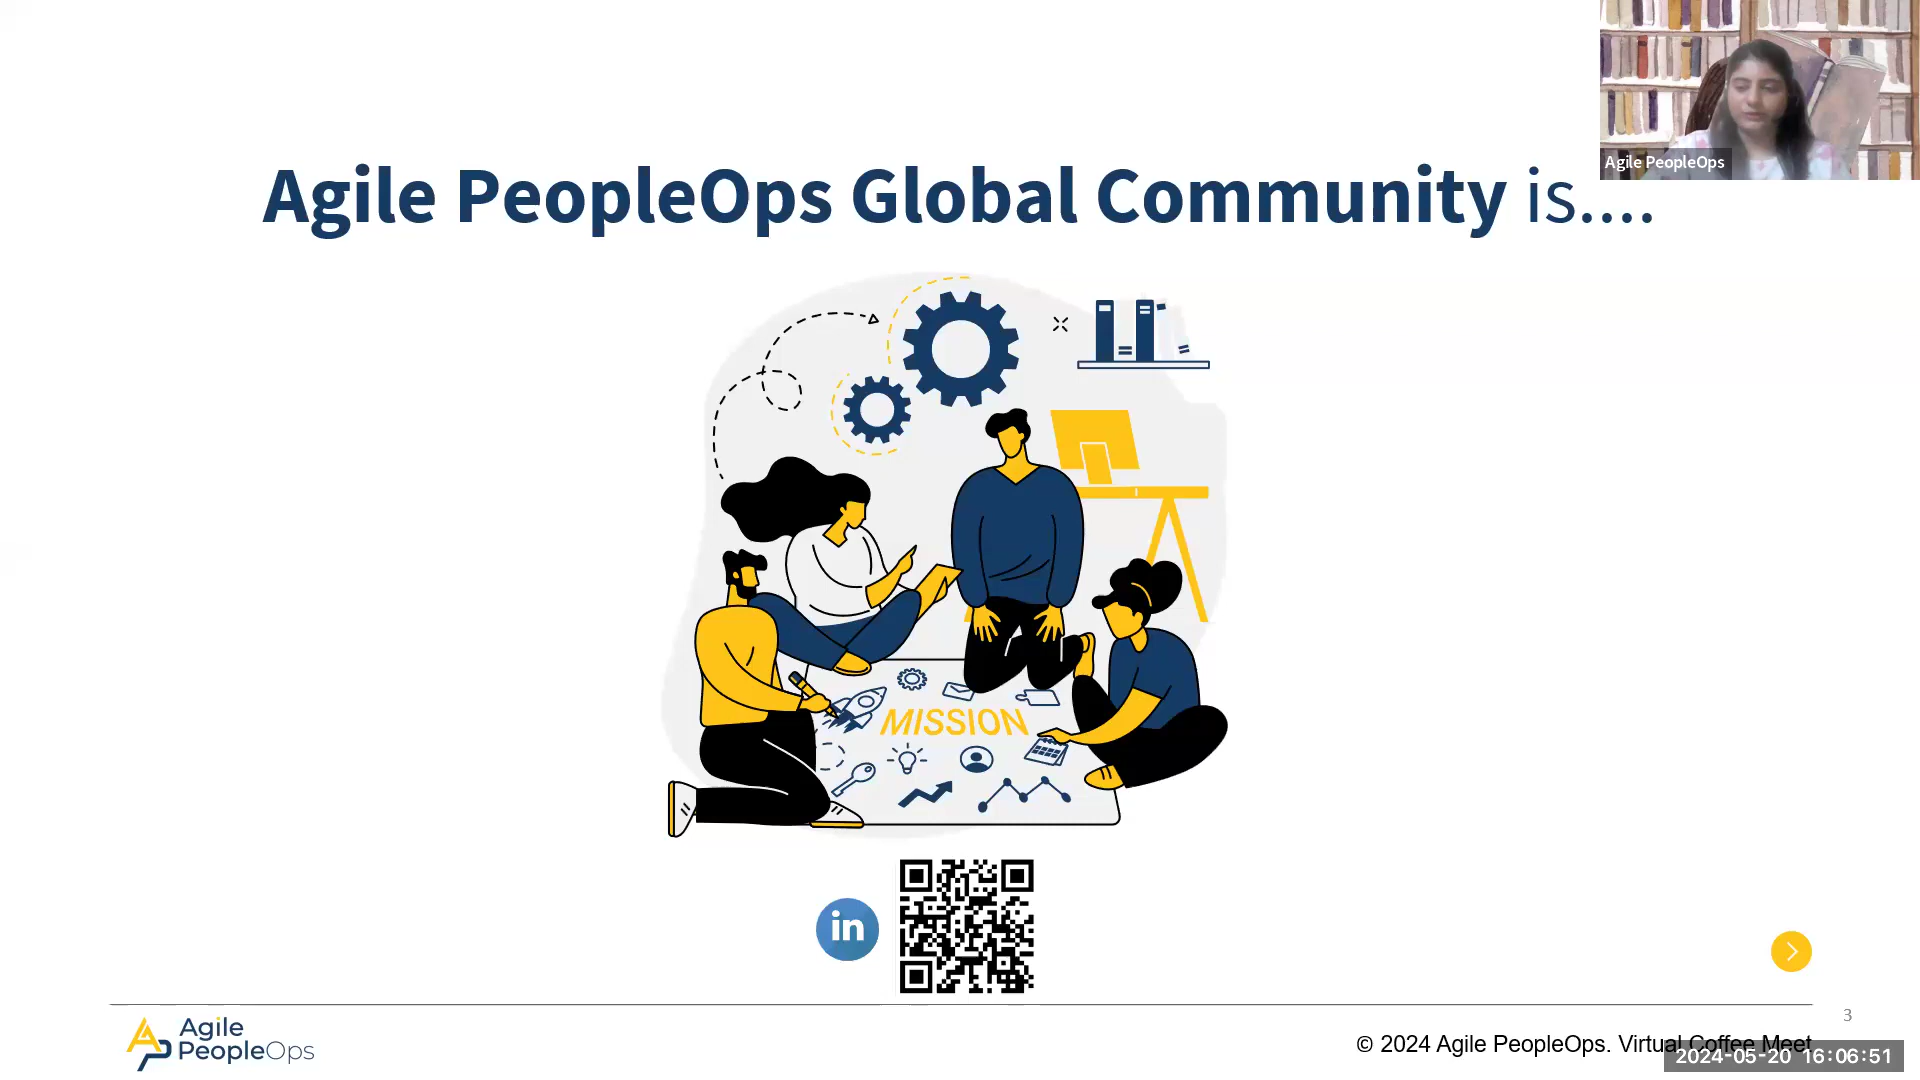 Agile PeopleOps
Agile PeopleOps Global Community is....
MISSION
in
3
Agile
PeopleOps
© 2024 Agile PeopleOps. Virtual Coffee Meet
2024-05-20 16:06:51